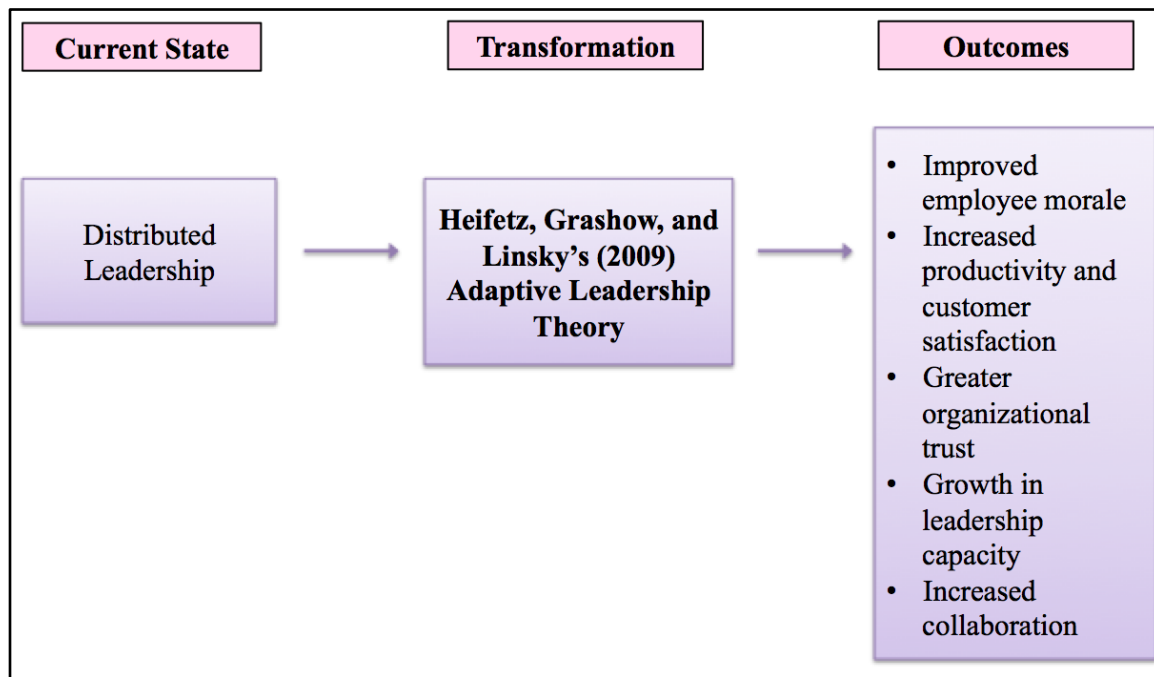 Current State
Transformation
Outcomes
Distributed
Leadership
Heifetz, Grashow, and
Linsky’s (2009)
Adaptive Leadership
Theory
• Improved
employee morale
• Increased
productivity and
customer
satisfaction
• Greater
organizational
trust
• Growth in
leadership
capacity
• Increased
collaboration